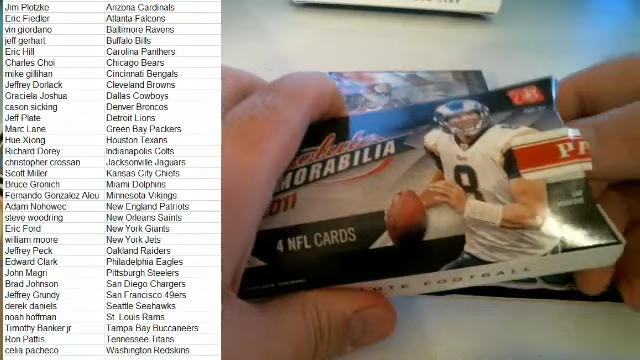 Jim Plotzke Arizona Cardinals
Eric Fiedler Atlanta Falcons
vin giordano Baltimore Ravens
jeff gerhart Buffalo Bills
Eric Hill Carolina Panthers
Charles Choi Chicago Bears
mike gillihan Cincinnati Bengals
Jeffrey Dorlack Cleveland Browns
Graciela Joshua Dallas Cowboys
cason sicking Denver Broncos
Jeff Plate Detroit Lions
Marc Lane Green Bay Packers
Hue Xiong Houston Texans
Richard Dorey Indianapolis Colts
christopher crossan Jacksonville Jaguars
Scott Miller Kansas City Chiefs
Bruce Gronich Miami Dolphins
Fernando Gonzalez Aleu Minnesota Vikings
Adam Nohowec New England Patriots
steve woodring New Orleans Saints
Eric Ford New York Giants
william moore New York Jets
Jeffrey Peck Oakland Raiders
Edward Clark Philadelphia Eagles
John Magri Pittsburgh Steelers
Brad Johnson San Diego Chargers
Jeffrey Grundy San Francisco 49ers
derek daniels Seattle Seahawks
noah hoffman St. Louis Rams
Timothy Banker jr Tampa Bay Buccaneers
Ron Pattis Tennessee Titans
celia pacheco Washington Redskins
MORABILIA
2011
4 NFL CARDS
8
PA
UTE FOOTBALL